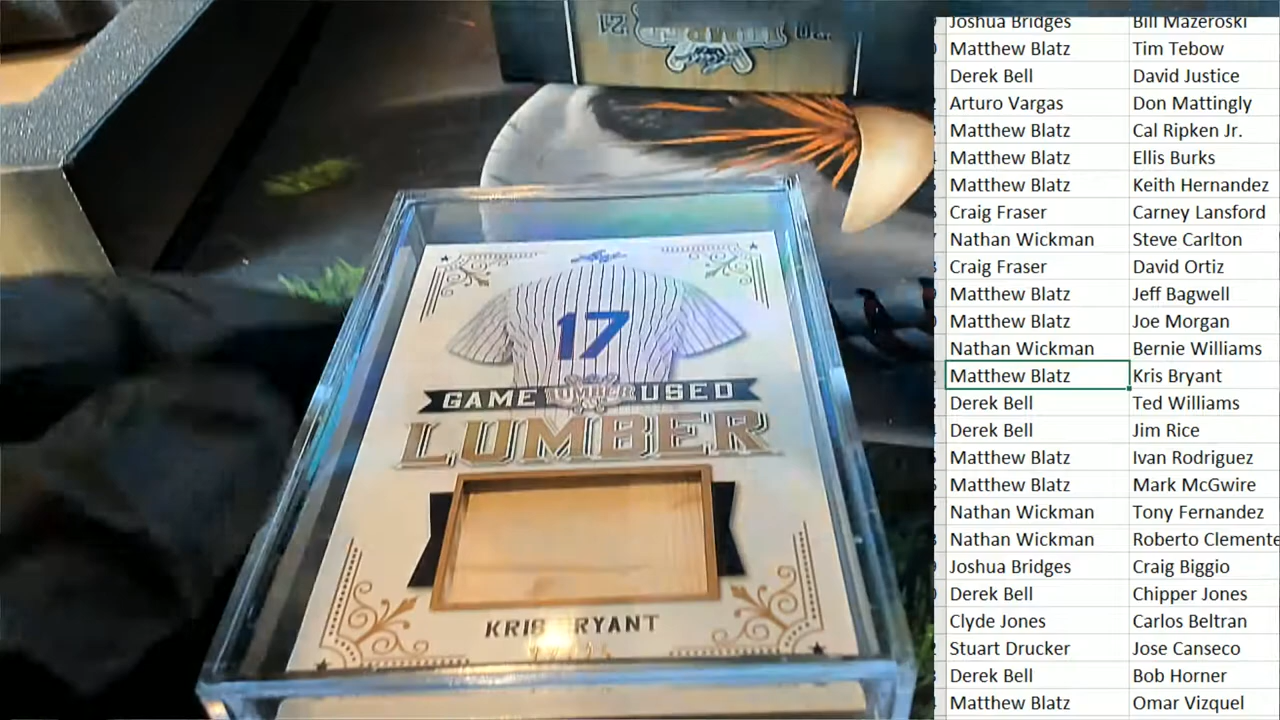 17
GAME LUMBER USED
LUMBER
KRIS BRYANT
Joshua Bridges Bill Mazeroski
Matthew Blatz Tim Tebow
Derek Bell David Justice
Arturo Vargas Don Mattingly
Matthew Blatz Cal Ripken Jr.
Matthew Blatz Ellis Burks
Matthew Blatz Keith Hernandez
Craig Fraser Carney Lansford
Nathan Wickman Steve Carlton
Craig Fraser David Ortiz
Matthew Blatz Jeff Bagwell
Matthew Blatz Joe Morgan
Nathan Wickman Bernie Williams
Matthew Blatz Kris Bryant
Derek Bell Ted Williams
Derek Bell Jim Rice
Matthew Blatz Ivan Rodriguez
Matthew Blatz Mark McGwire
Nathan Wickman Tony Fernandez
Nathan Wickman Roberto Clemente
Joshua Bridges Craig Biggio
Derek Bell Chipper Jones
Clyde Jones Carlos Beltran
Stuart Drucker Jose Canseco
Derek Bell Bob Horner
Matthew Blatz Omar Vizquel